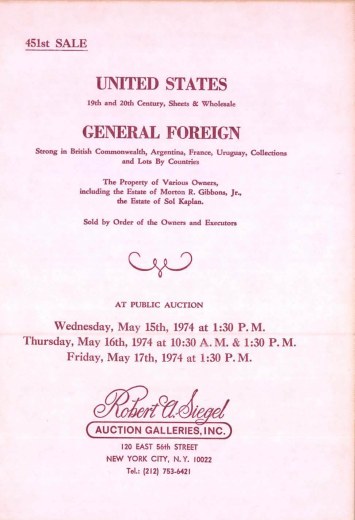 451st SALE
UNITED STATES
19th and 20th Century, Sheets & Wholesale
GENERAL FOREIGN
Strong in British Commonwealth, Argentina, France, Uruguay, Collections
and Lots By Countries
The Property of Various Owners,
including the Estate of Morton R. Gibbons, Jr.,
the Estate of Sol Kaplan.
Sold by Order of the Owners and Executors
AT PUBLIC AUCTION
Wednesday, May 15th, 1974 at 1:30 P. M.
Thursday, May 16th, 1974 at 10:30 A. M. & 1:30 P. M.
Friday, May 17th, 1974 at 1:30 P. M.
Robert A. Siegel
AUCTION GALLERIES, INC.
120 EAST 56th STREET
NEW YORK CITY, N. Y. 10022
Tel.: (212) 753-6421